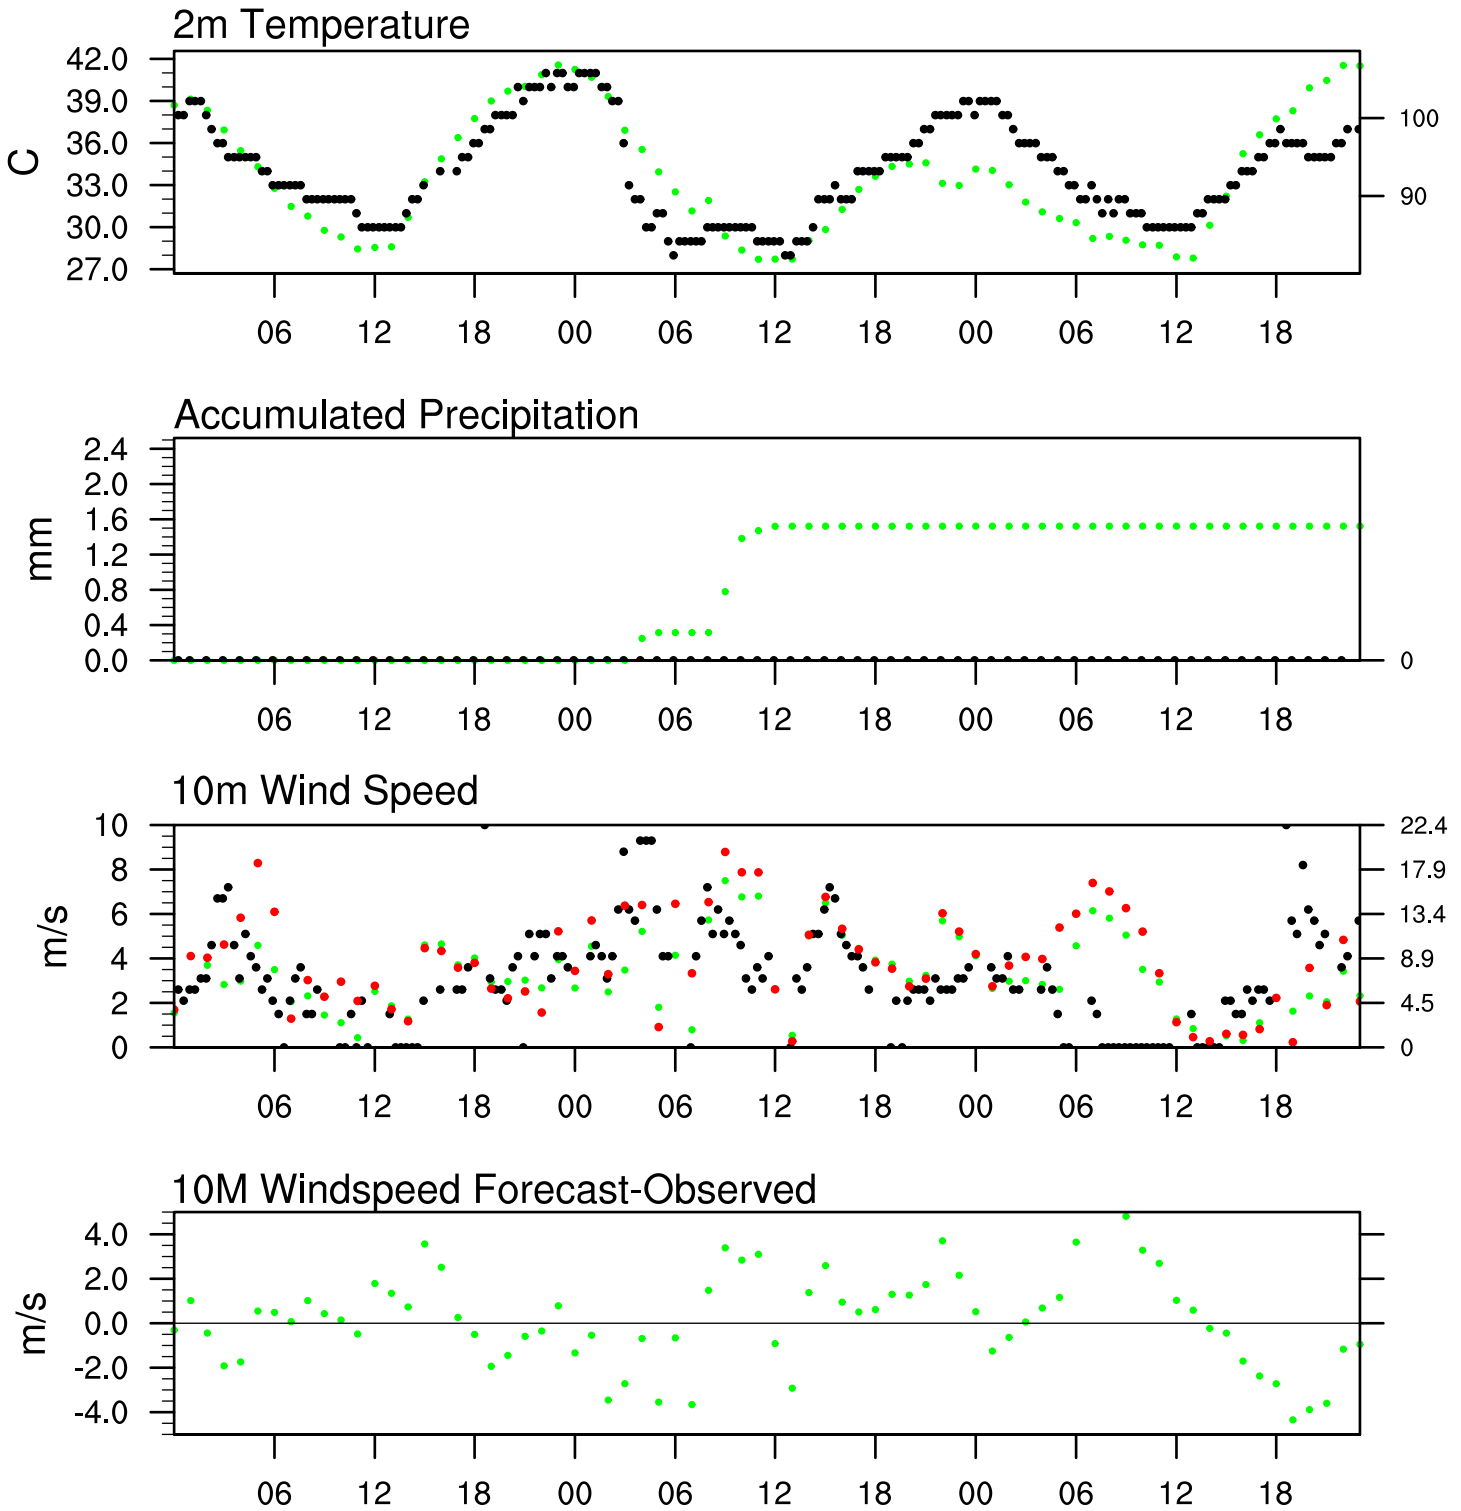 2m Temperature
42.0
39.0
36.0
33.0
30.0
27.0
C
100
90
06 12 18 00 06 12 18 00 06 12 18
Accumulated Precipitation
2.4
2.0
1.6
1.2
0.8
0.4
0.0
mm
0
06 12 18 00 06 12 18 00 06 12 18
10m Wind Speed
10
8
6
4
2
0
m/s
22.4
17.9
13.4
8.9
4.5
0
06 12 18 00 06 12 18 00 06 12 18
10M Windspeed Forecast-Observed
4.0
2.0
0.0
-2.0
-4.0
m/s
06 12 18 00 06 12 18 00 06 12 18